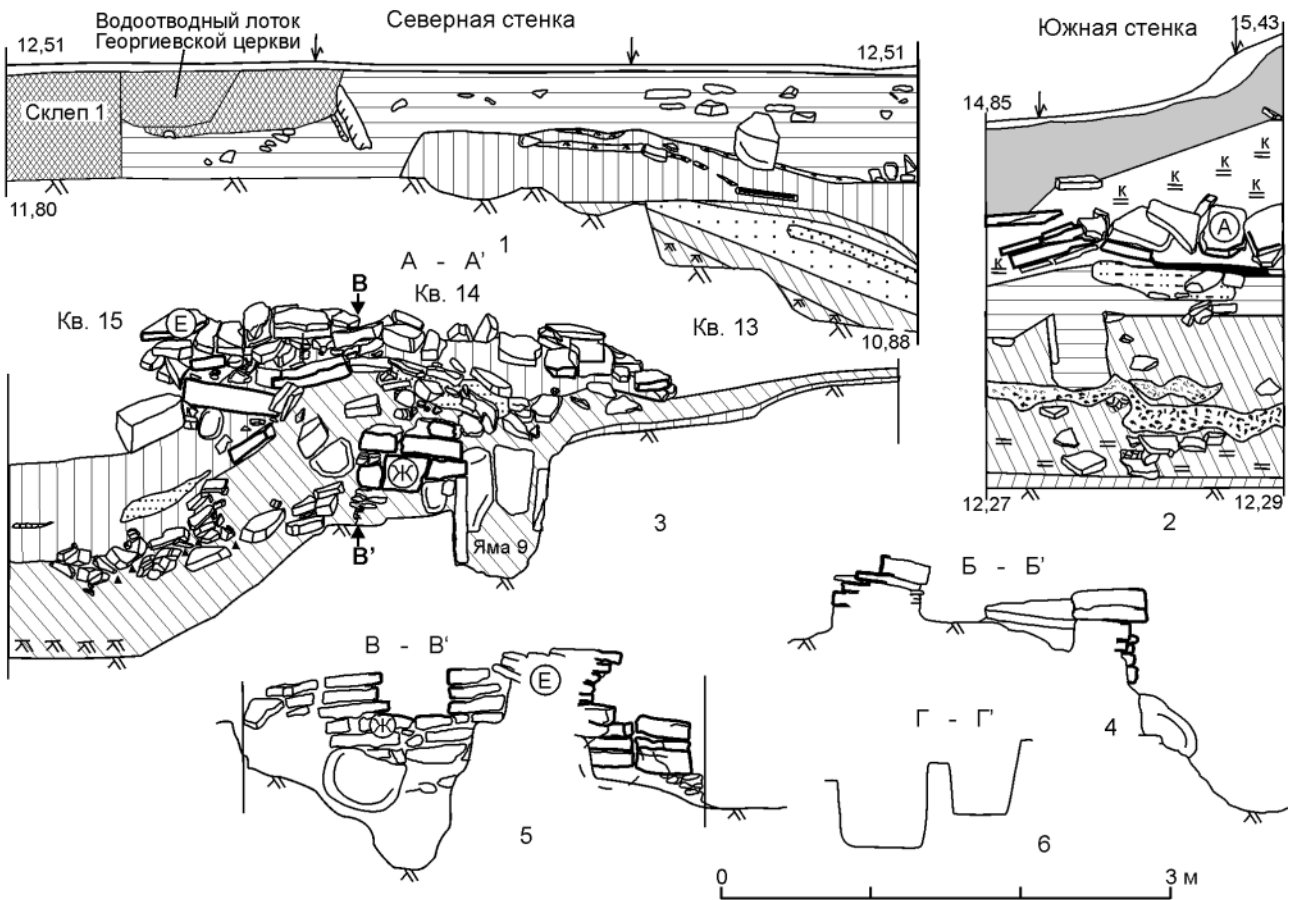 Водоотводный лоток
Георгиевской церкви
Северная стенка
Южная стенка
12,51
12,51
15,43
Склеп 1
14,85
к
к
к
к
к
А
к
11,80
1
10,88
А - А'
Кв. 15
В
Кв. 14
Кв. 13
Е
Ж
В'
Яма 9
3
12,27
2
12,29
Б - Б'
4
В - В'
Е
Ж
5
Г - Г'
6
0
3 м